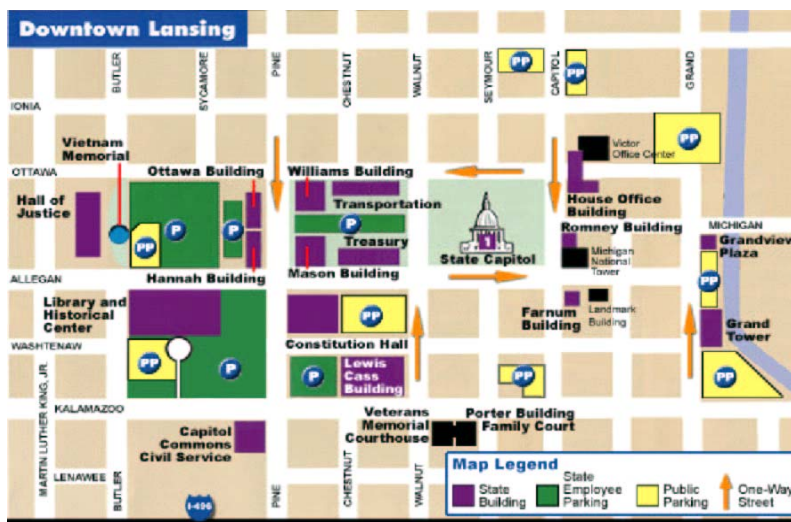 Downtown Lansing
BUTLER
SYCAMORE
PINE
CHESTNUT
WALNUT
SEYMOUR
CAPITOL
GRAND
PP
PP
IONIA
PP
Vietnam
Memorial
Victor
Office Center
OTTAWA
Ottawa Building
Williams Building
Hall of
Justice
Transportation
House Office
Building
P
P
P
PP
Treasury
1
State Capitol
Romney Building
MICHIGAN
Michigan
National
Tower
Grandview
Plaza
ALLEGAN
Hannah Building
Mason Building
PP
Library and
Historical
Center
PP
Farnum
Building
Landmark
Building
Grand
Tower
WASHTENAW
Constitution Hall
PP
P
P
Lewis
Cass
Building
PP
PP
MARTIN LUTHER KING, JR.
KALAMAZOO
Veterans
Memorial
Courthouse
Porter Building
Family Court
Capitol
Commons
Civil Service
LENAWEE
BUTLER
I-496
PINE
CHESTNUT
WALNUT
Map Legend
State
Building
State
Employee
Parking
Public
Parking
One-Way
Street